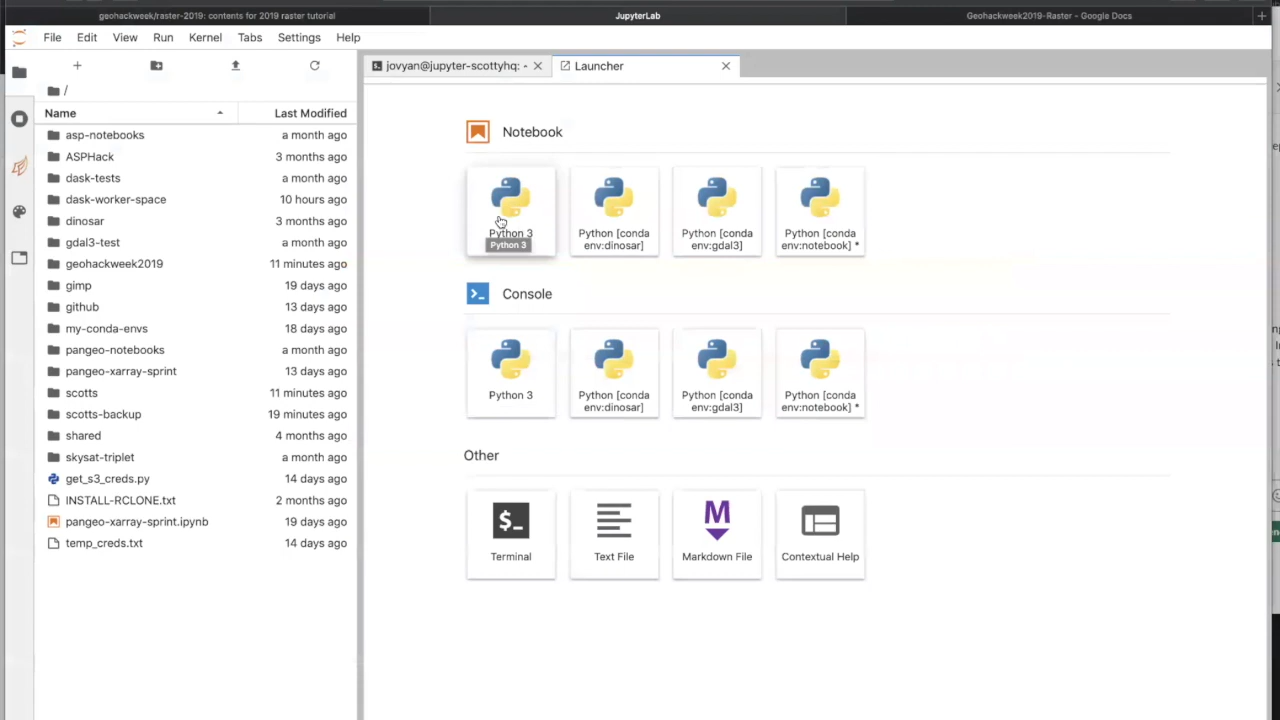 geohackweek/raster-2019: contents for 2019 raster tutorial
JupyterLab
Geohackweek2019-Raster - Google Docs
File Edit View Run Kernel Tabs Settings Help
jovyan@jupyter-scottyhq: ~
Launcher
/
Name Last Modified
asp-notebooks a month ago
ASPHack 3 months ago
dask-tests a month ago
dask-worker-space 10 hours ago
dinosar 3 months ago
gdal3-test a month ago
geohackweek2019 11 minutes ago
gimp 19 days ago
github 13 days ago
my-conda-envs 18 days ago
pangeo-notebooks a month ago
pangeo-xarray-sprint 13 days ago
scotts 11 minutes ago
scotts-backup 19 minutes ago
shared 4 months ago
skysat-triplet a month ago
get_s3_creds.py 14 days ago
INSTALL-RCLONE.txt 2 months ago
pangeo-xarray-sprint.ipynb 19 days ago
temp_creds.txt 14 days ago
Notebook
Python 3
Python 3
Python [conda
env:dinosar]
Python [conda
env:gdal3]
Python [conda
env:notebook] *
Console
Python 3
Python [conda
env:dinosar]
Python [conda
env:gdal3]
Python [conda
env:notebook] *
Other
$_
Terminal
Text File
M
Markdown File
Contextual Help